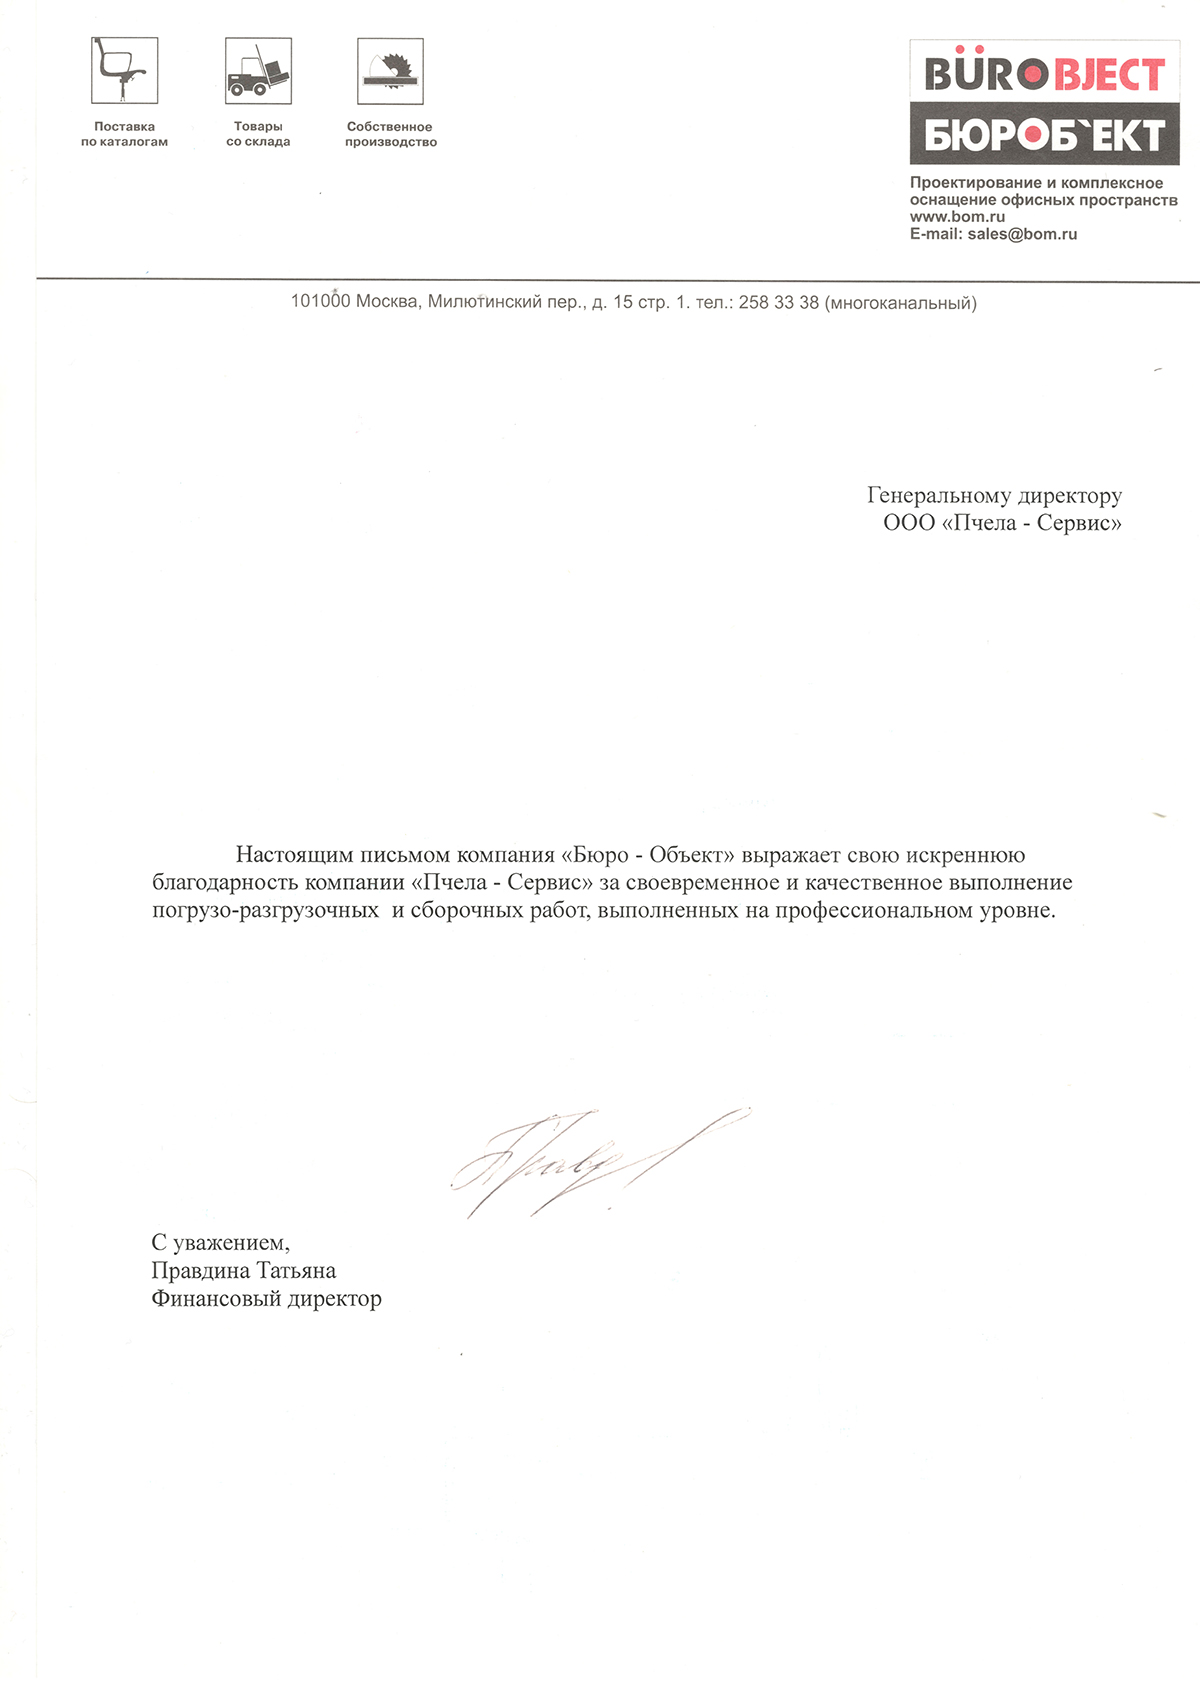 Поставка
по каталогам
Товары
со склада
Собственное
производство
BÜROBJECT
БЮРОБ`ЕКТ
Проектирование и комплексное
оснащение офисных пространств
www.bom.ru
E-mail: sales@bom.ru
101000 Москва, Милютинский пер., д. 15 стр. 1. тел.: 258 33 38 (многоканальный)
Генеральному директору
ООО «Пчела - Сервис»
Настоящим письмом компания «Бюро - Объект» выражает свою искреннюю
благодарность компании «Пчела - Сервис» за своевременное и качественное выполнение
погрузо-разгрузочных и сборочных работ, выполненных на профессиональном уровне.
С уважением,
Правдина Татьяна
Финансовый директор